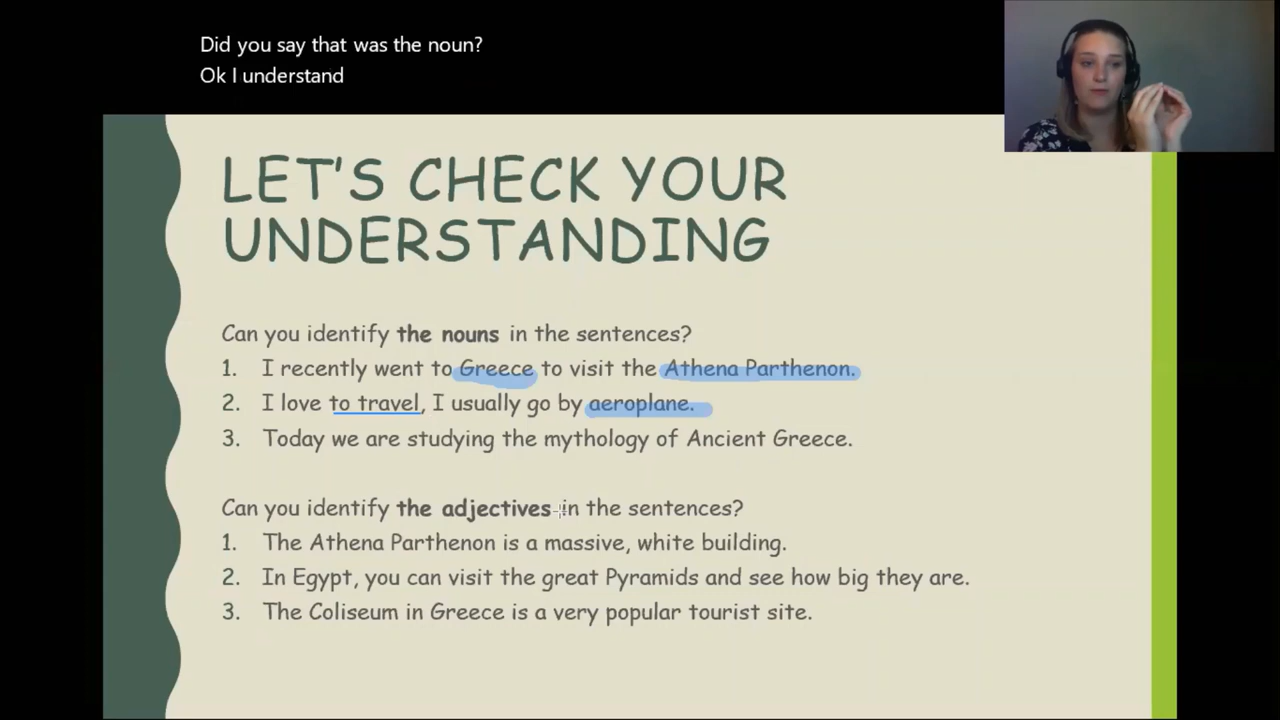 Did you say that was the noun?
Ok I understand
LET'S CHECK YOUR
UNDERSTANDING
Can you identify the nouns in the sentences?
1. I recently went to Greece to visit the Athena Parthenon.
2. I love to travel, I usually go by aeroplane.
3. Today we are studying the mythology of Ancient Greece.
Can you identify the adjectives in the sentences?
1. The Athena Parthenon is a massive, white building.
2. In Egypt, you can visit the great Pyramids and see how big they are.
3. The Coliseum in Greece is a very popular tourist site.